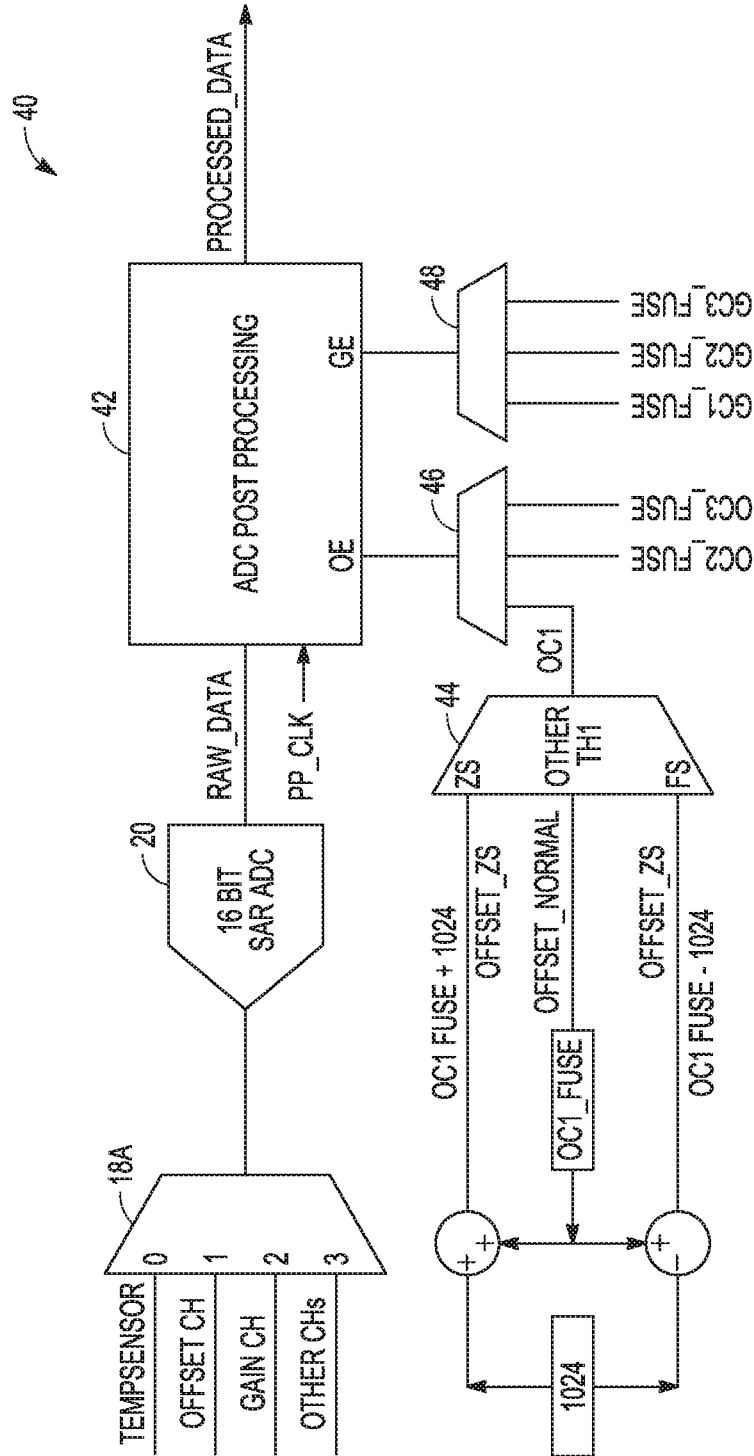 40
TEMPSENSOR
0
OFFSET CH
1
GAIN CH
2
OTHER CHs
3
18A
20
16 BIT
SAR ADC
RAW_DATA
PP_CLK
42
ADC POST PROCESSING
OE
GE
PROCESSED_DATA
1024
+
+
+
-
OC1_FUSE
OC1 FUSE + 1024
OFFSET_ZS
OFFSET_NORMAL
OFFSET_ZS
OC1 FUSE - 1024
44
ZS
OTHER
TH1
FS
OC1
46
OC2_FUSE
OC3_FUSE
48
GC1_FUSE
GC2_FUSE
GC3_FUSE